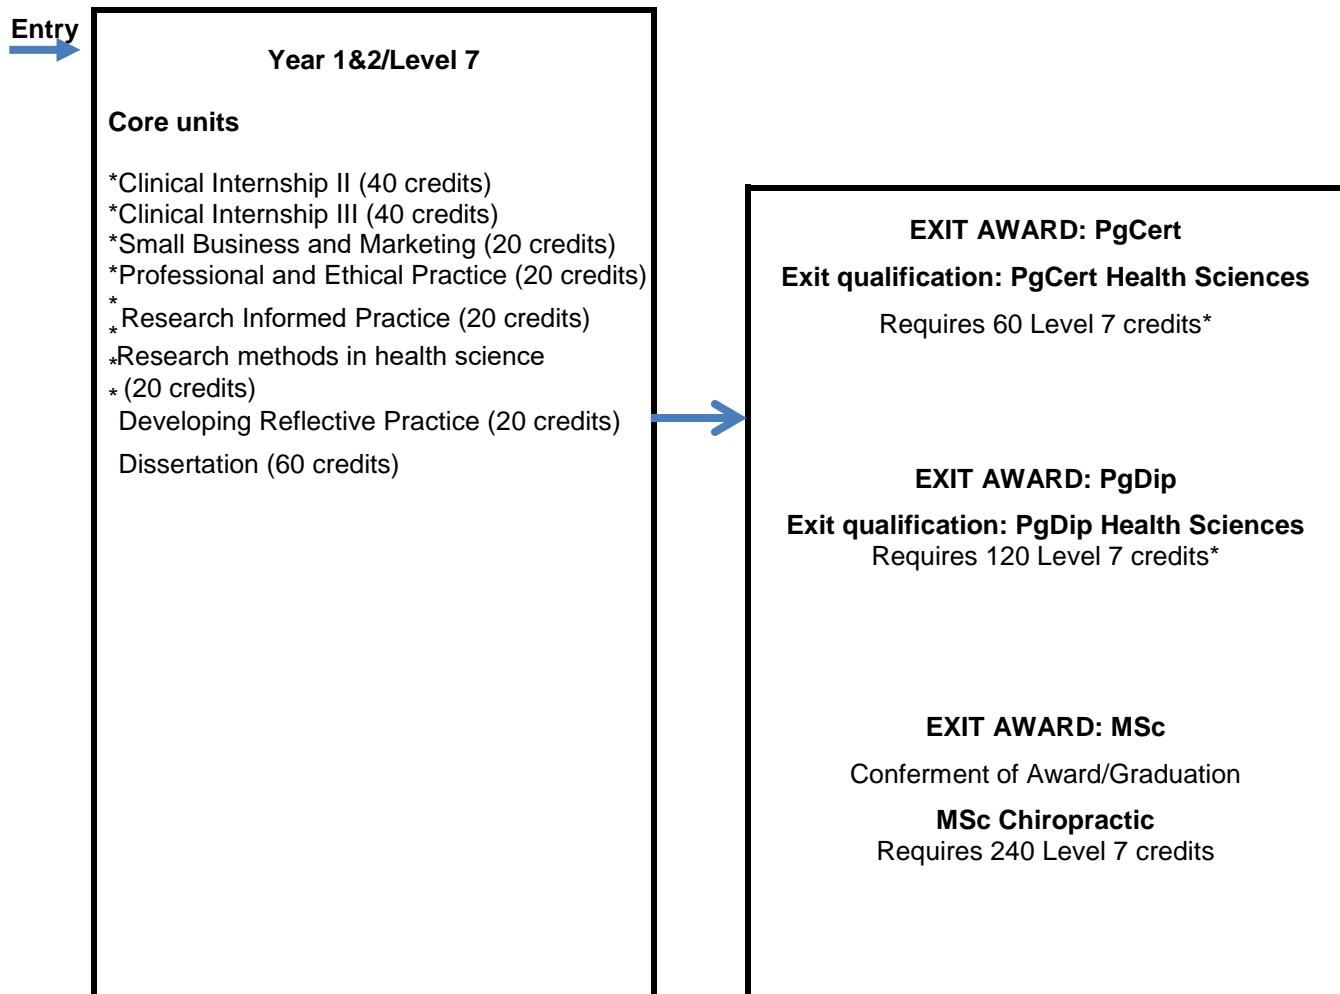 Entry
Year 1&2/Level 7
Core units
*Clinical Internship II (40 credits)
*Clinical Internship III (40 credits)
*Small Business and Marketing (20 credits)
*Professional and Ethical Practice (20 credits)
*
*Research Informed Practice (20 credits)
*Research methods in health science
* (20 credits)
Developing Reflective Practice (20 credits)
Dissertation (60 credits)
EXIT AWARD: PgCert
Exit qualification: PgCert Health Sciences
Requires 60 Level 7 credits*
EXIT AWARD: PgDip
Exit qualification: PgDip Health Sciences
Requires 120 Level 7 credits*
EXIT AWARD: MSc
Conferment of Award/Graduation
MSc Chiropractic
Requires 240 Level 7 credits